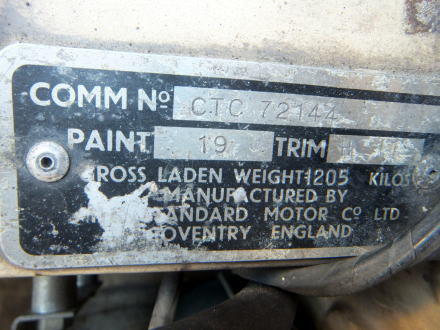 COMM Nº CTC 72144
PAINT 19 TRIM
GROSS LADEN WEIGHT 1205 KILOS
MANUFACTURED BY
STANDARD MOTOR Cº LTD
COVENTRY ENGLAND